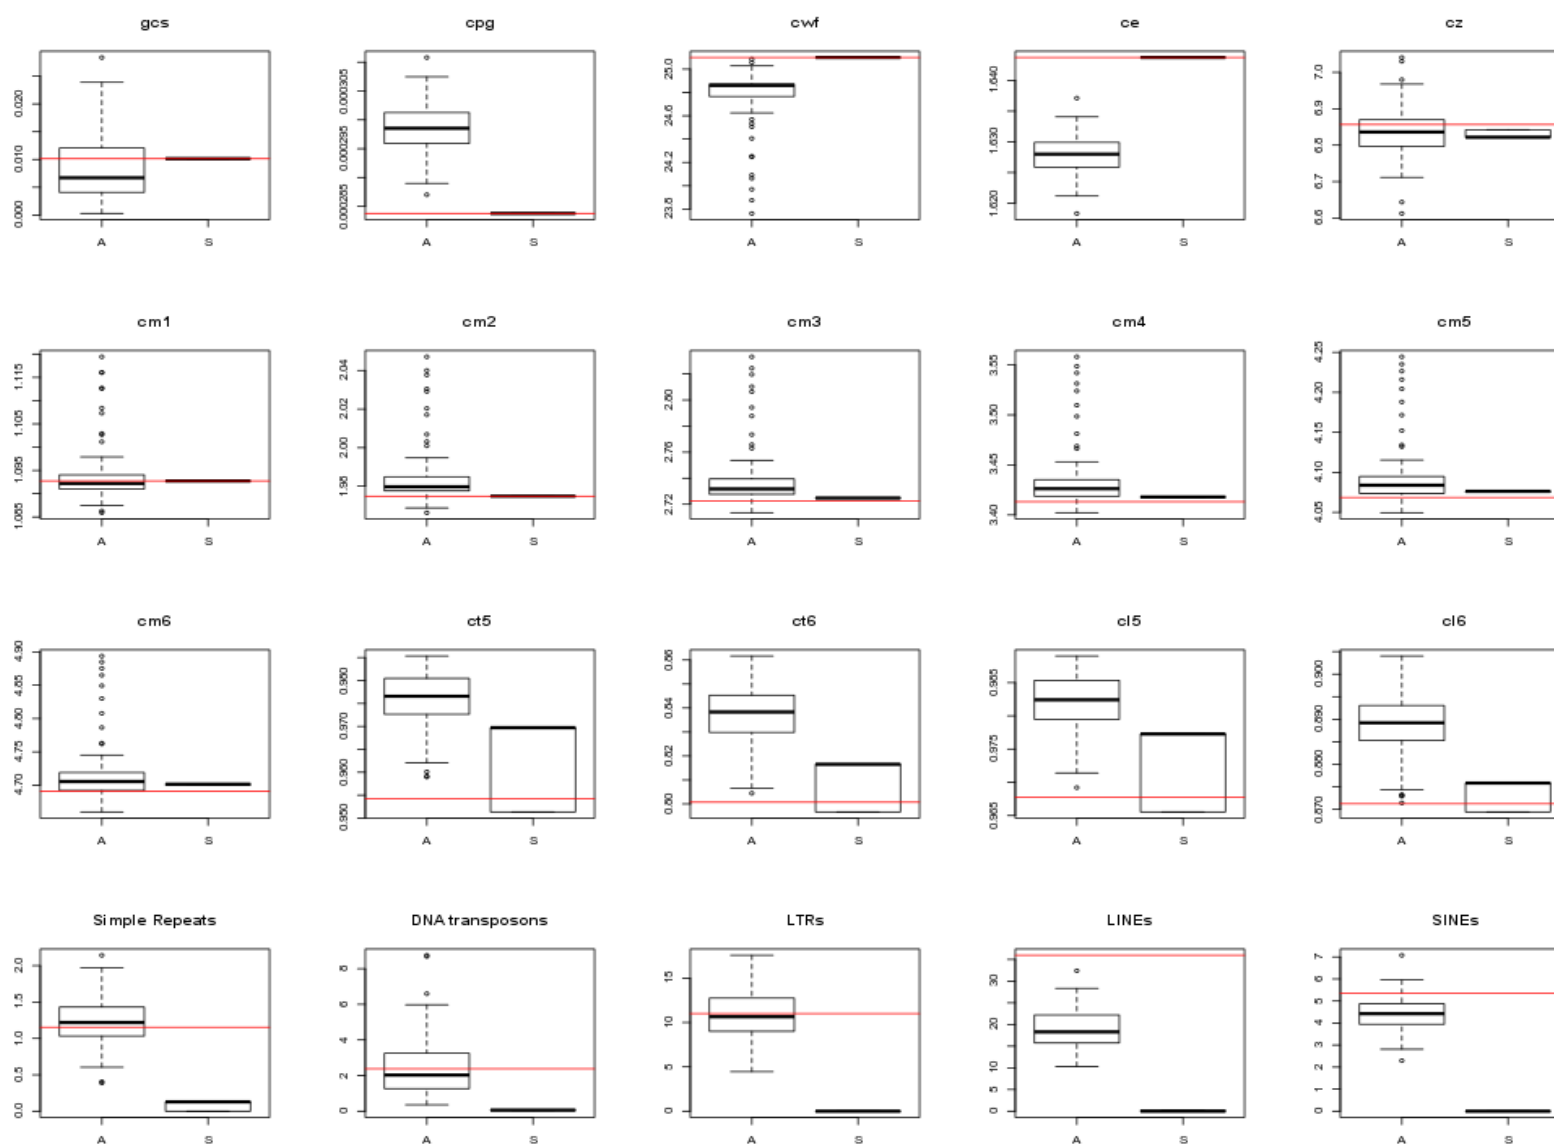 gcs cpg cwf ce cz
0.020 0.010 0.000
A S
0.000305 0.000295 0.000285
A S
25.0 24.6 24.2 23.8
A S
1.640 1.630 1.620
A S
7.0 6.9 6.8 6.7 6.6
A S
cm1 cm2 cm3 cm4 cm5
1.115 1.105 1.095 1.085
A S
2.04 2.02 2.00 1.98
A S
2.80 2.76 2.72
A S
3.55 3.50 3.45 3.40
A S
4.25 4.20 4.15 4.10 4.05
A S
cm6 ct5 ct6 cl5 cl6
4.90 4.85 4.80 4.75 4.70
A S
0.980 0.970 0.960 0.950
A S
0.86 0.84 0.82 0.80
A S
0.985 0.975 0.965
A S
0.900 0.890 0.880 0.870
A S
Simple Repeats DNA transposons LTRs LINEs SINEs
2.0 1.5 1.0 0.5 0.0
A S
8 6 4 2 0
A S
15 10 5 0
A S
30 20 10 5 0
A S
7 6 5 4 3 2 1 0
A S